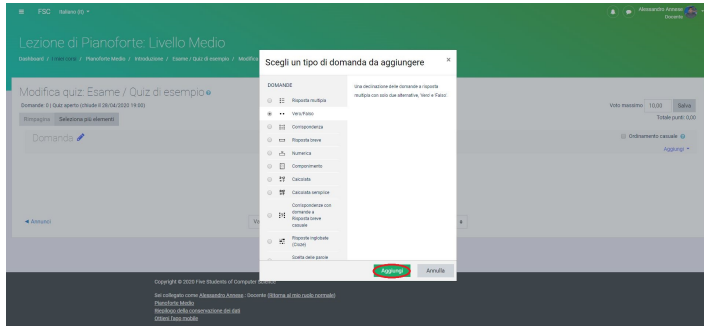 FSC Italiano (it)
Alessandro Annese
Docente
Lezione di Pianoforte: Livello Medio
Dashboard / I miei corsi / Pianoforte Medio / Introduzione / Esame / Quiz di esempio / Modifica
Scegli un tipo di domanda da aggiungere ×
DOMANDE
Risposta multipla
Vero/Falso
Corrispondenza
Risposta breve
Numerica
Componimento
Calcolata
Calcolata semplice
Corrispondenza con
domande a
Risposta breve
casuale
Risposte inglobate
(Cloze)
Scelta delle parole
Una declinazione delle domande a risposta
multipla con solo due alternative, 'Vero' e 'Falso'.
Aggiungi Annulla
Modifica quiz: Esame / Quiz di esempio
Domande: 0 | Quiz aperto (chiude il 28/04/2020 19:00)
Voto massimo 10,00 Salva
Rimpagina Seleziona più elementi
Totale punti: 0,00
Domanda
Ordinamento casuale
Aggiungi
◄ Annunci
Copyright © 2020 Five Students of Computer Science
Sei collegato come Alessandro Annese : Docente (Ritorna al mio ruolo normale)
Pianoforte Medio
Riepilogo della conservazione dei dati
Ottieni l'app mobile